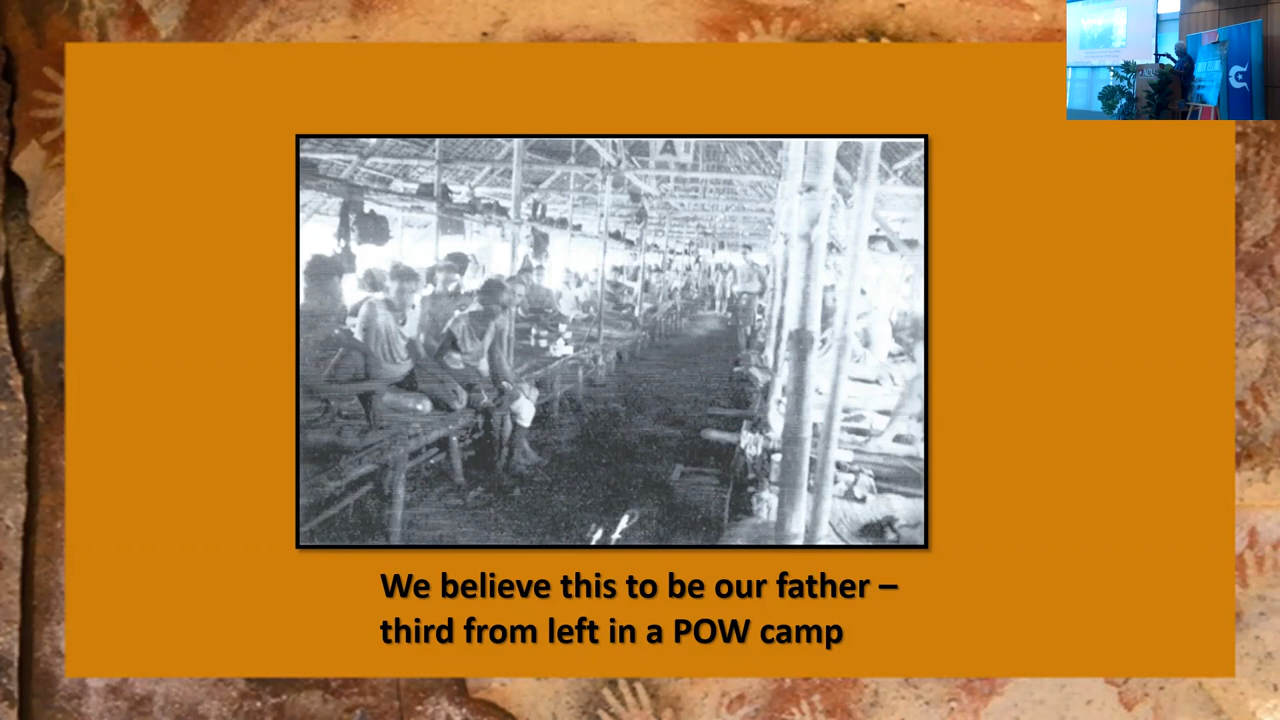 We believe this to be our father –
third from left in a POW camp